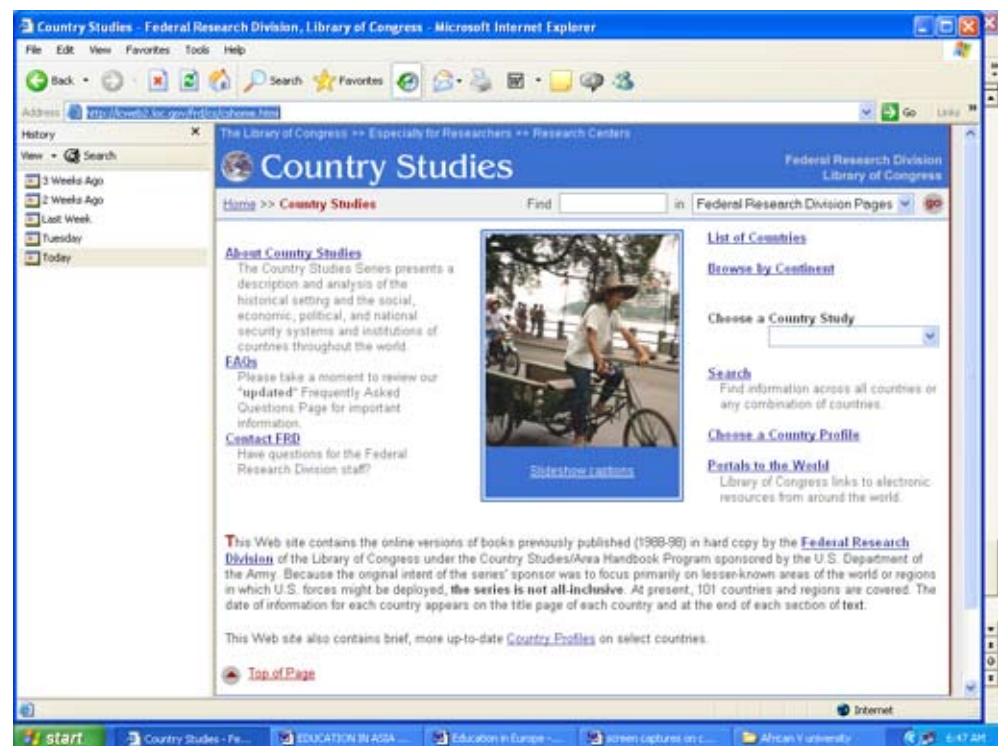 Country Studies - Federal Research Division, Library of Congress - Microsoft Internet Explorer
File Edit View Favorites Tools Help
Back Search Favorites
Address http://lcweb2.loc.gov/frd/cs/cshome.html Go Links
History
View Search
3 Weeks Ago
2 Weeks Ago
Last Week
Tuesday
Today
The Library of Congress >> Especially for Researchers >> Research Centers
Country Studies
Federal Research Division
Library of Congress
Home >> Country Studies Find in Federal Research Division Pages go
About Country Studies
The Country Studies Series presents a
description and analysis of the
historical setting and the social,
economic, political, and national
security systems and institutions of
countries throughout the world.
FAQs
Please take a moment to review our
"updated" Frequently Asked
Questions Page for important
information.
Contact FRD
Have questions for the Federal
Research Division staff?
Slideshow captions
List of Countries
Browse by Continent
Choose a Country Study
Search
Find information across all countries or
any combination of countries.
Choose a Country Profile
Portals to the World
Library of Congress links to electronic
resources from around the world.
This Web site contains the online versions of books previously published (1988-98) in hard copy by the Federal Research
Division of the Library of Congress under the Country Studies/Area Handbook Program sponsored by the U.S. Department of
the Army. Because the original intent of the series' sponsor was to focus primarily on lesser-known areas of the world or regions
in which U.S. forces might be deployed, the series is not all-inclusive. At present, 101 countries and regions are covered. The
date of information for each country appears on the title page of each country and at the end of each section of text.
This Web site also contains brief, more up-to-date Country Profiles on select countries.
Top of Page
Internet
start Country Studies - Fe... EDUCATION IN ASIA ... Education in Europe -... screen captures on c... African V university 6:47 AM